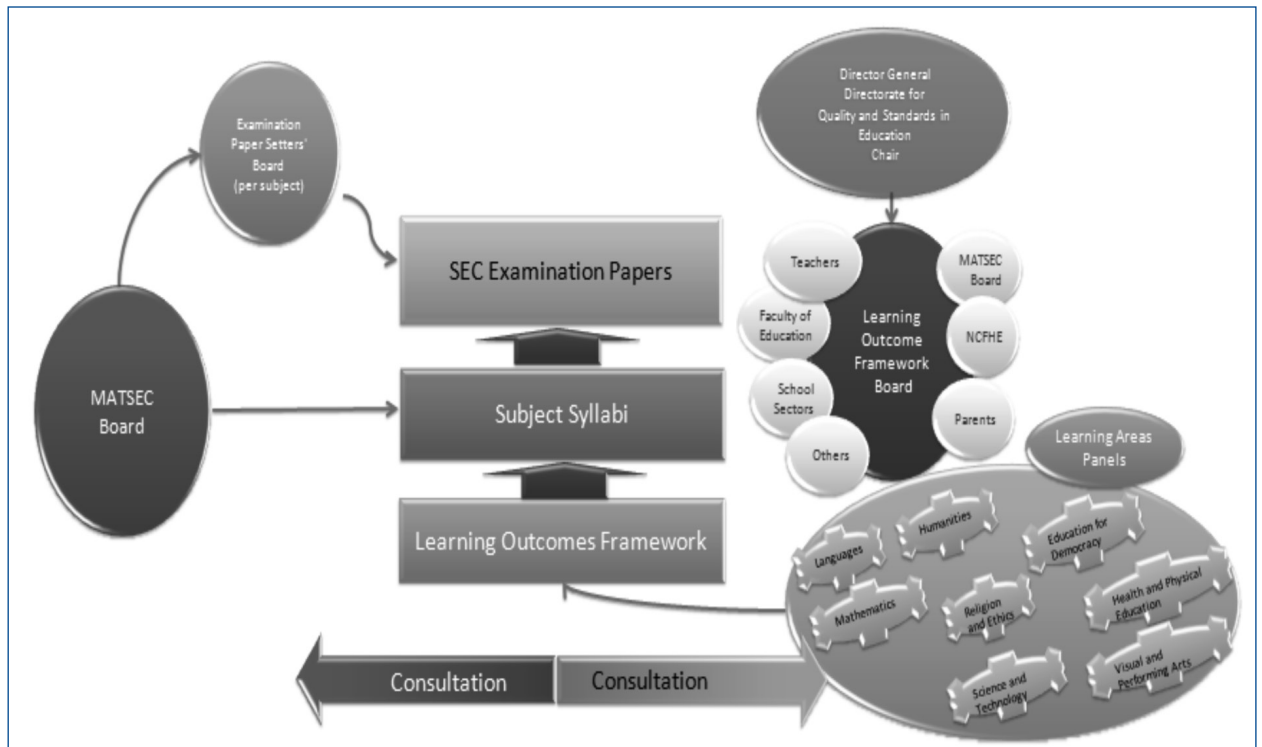 Examination
Paper Setters'
Board
(per subject)
MATSEC
Board
SEC Examination Papers
Subject Syllabi
Learning Outcomes Framework
Consultation
Consultation
Director General
Directorate for
Quality and Standards in
Education
Chair
Teachers
Faculty of
Education
School
Sectors
Others
Learning
Outcome
Framework
Board
MATSEC
Board
NCFHE
Parents
Learning Areas
Panels
Languages
Humanities
Education for
Democracy
Mathematics
Religion
and Ethics
Health and Physical
Education
Science and
Technology
Visual and
Performing Arts